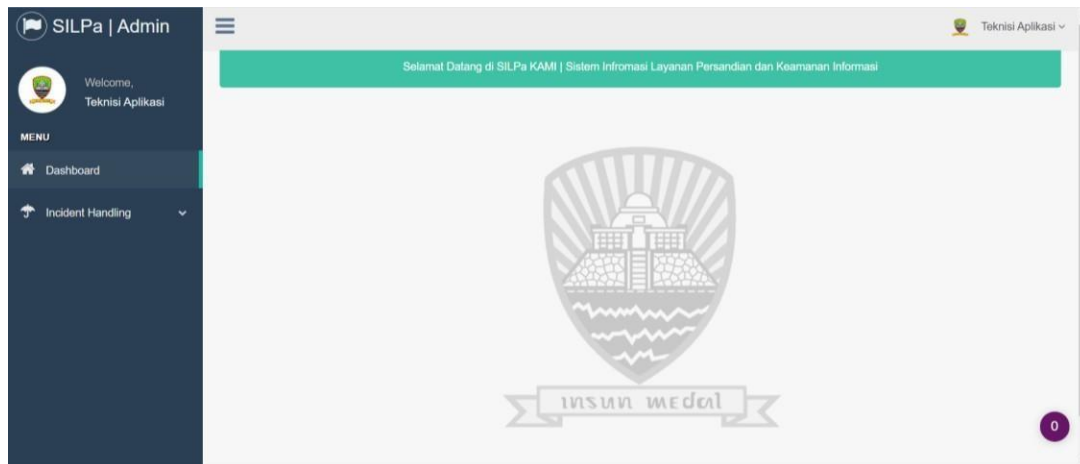 SILPa | Admin
Teknisi Aplikasi
Welcome,
Teknisi Aplikasi
Selamat Datang di SILPa KAMI | Sistem Infromasi Layanan Persandian dan Keamanan Informasi
MENU
Dashboard
Incident Handling
insun medal
0